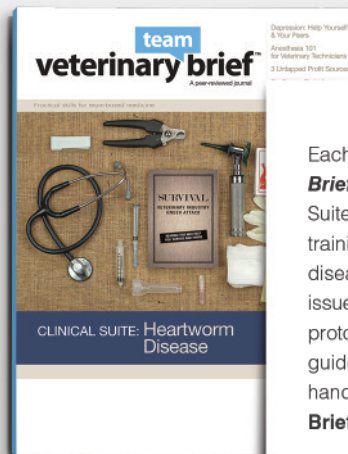 team
veterinary brief™
A peer-reviewed journal
Depression: Help Yourself
& Your Peers
Anesthesia 101
for Veterinary Technicians
3 Untapped Profit Sources
Practical skills for team-based medicine
SURVIVAL
VETERINARY INDUSTRY
UNDER ATTACK
CLINICAL SUITE: Heartworm
Disease
Each
Brief
Suite
traini
disea
issue
proto
guide
hand
Brief